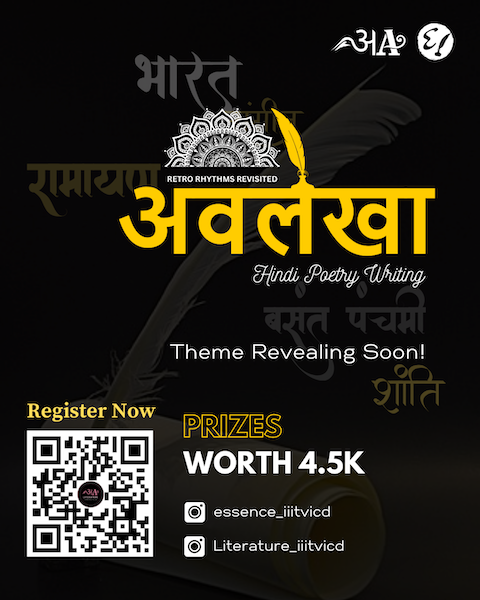 अA
भारत
संगीत
रामायण
RETRO RHYTHMS REVISITED
अवलेखा
Hindi Poetry Writing
बसंत पंचमी
Theme Revealing Soon!
शांति
Register Now
PRIZES
WORTH 4.5K
essence_iiitvicd
Literature_iiitvicd